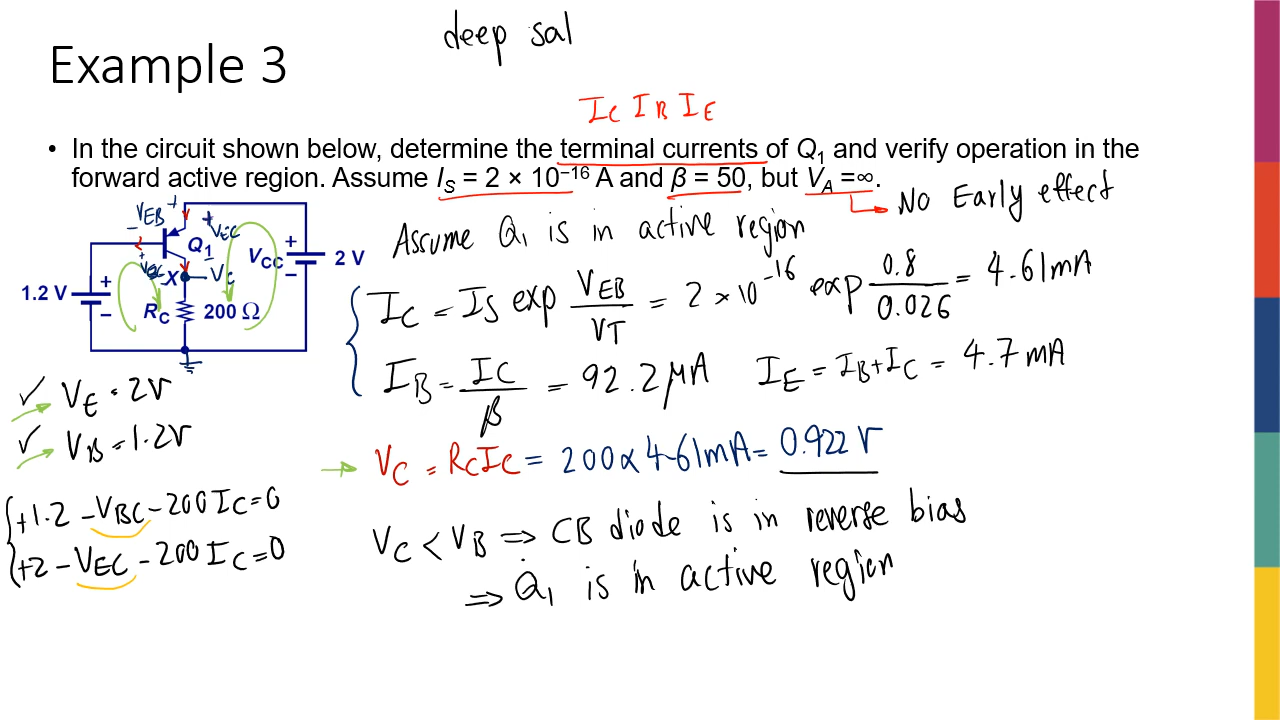 deep sal
Example 3
IC IB IE
• In the circuit shown below, determine the terminal currents of Q1 and verify operation in the
forward active region. Assume IS = 2 × 10−16 A and β = 50, but VA =∞.
No Early effect
Assume Q1 is in active region
VEB
+
−
+
VEC
Q1
VBC
+
X
VC
VCC
+
−
2 V
1.2 V
+
−
RC
200 Ω
IC = IS exp VEB/VT = 2 × 10-16 exp 0.8/0.026 = 4.61mA
IB = IC/β = 92.2μA IE = IB+IC = 4.7 mA
✓ VE = 2V
✓ VB = 1.2V
VC = RCIC = 200 × 4.61mA = 0.922 V
+1.2 − VBC − 200 IC = 0
+2 − VEC − 200 IC = 0
VC < VB ⇒ CB diode is in reverse bias
⇒ Q1 is in active region